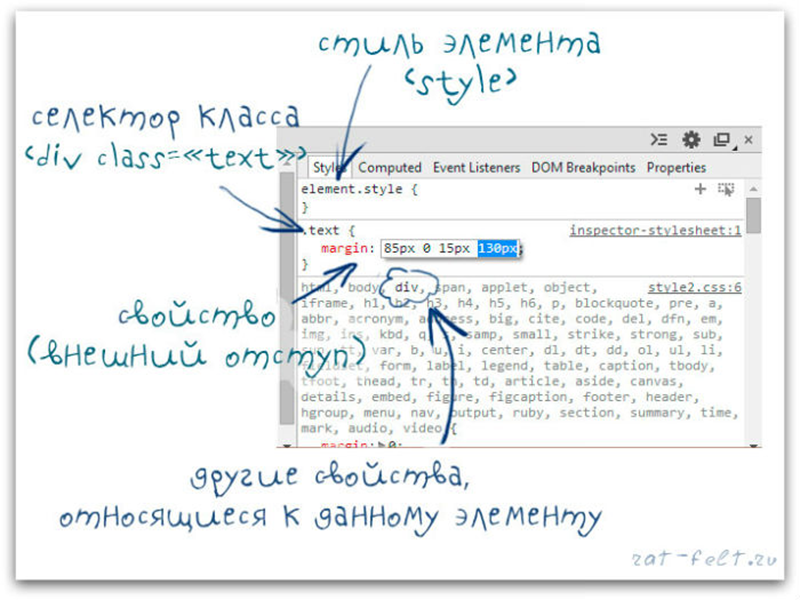 стиль элемента
<style>
селектор класса
<div class=«text»>
Styles Computed Event Listeners DOM Breakpoints Properties
element.style {
}
.text { inspector-stylesheet:1
margin: 85px 0 15px 130px;
}
html, body, div, span, applet, object, style2.css:6
iframe, h1, h2, h3, h4, h5, h6, p, blockquote, pre, a,
abbr, acronym, address, big, cite, code, del, dfn, em,
img, ins, kbd, q, s, samp, small, strike, strong, sub,
sup, tt, var, b, u, i, center, dl, dt, dd, ol, ul, li,
fieldset, form, label, legend, table, caption, tbody,
tfoot, thead, tr, th, td, article, aside, canvas,
details, embed, figure, figcaption, footer, header,
hgroup, menu, nav, output, ruby, section, summary, time,
mark, audio, video {
margin:▶0;
свойство
(внешний отступ)
другие свойства,
относящиеся к данному элементу
rat-felt.ru